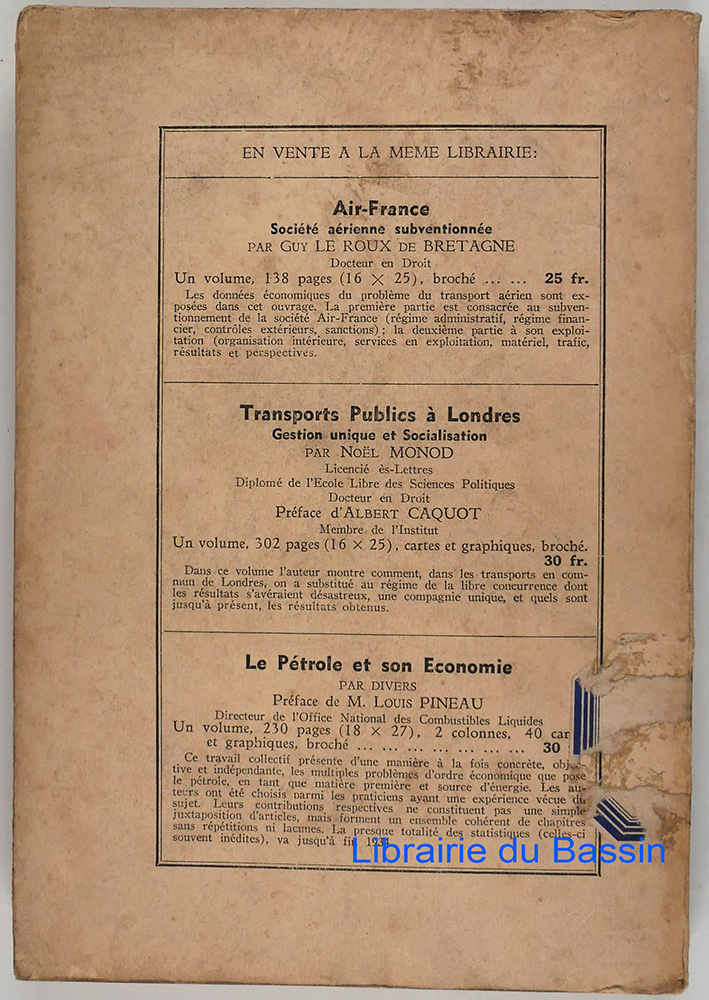 EN VENTE A LA MEME LIBRAIRIE:
Air-France
Société aérienne subventionnée
PAR GUY LE ROUX DE BRETAGNE
Docteur en Droit
Un volume, 138 pages (16 × 25), broché ... ... 25 fr.
Les données économiques du problème du transport aérien sont ex-
posées dans cet ouvrage. La première partie est consacrée au subven-
tionnement de la société Air-France (régime administratif, régime finan-
cier, contrôles extérieurs, sanctions) ; la deuxième partie à son exploi-
tation (organisation intérieure, services en exploitation, matériel, trafic,
résultats et perspectives.
Transports Publics à Londres
Gestion unique et Socialisation
PAR NOËL MONOD
Licencié ès-Lettres
Diplomé de l'Ecole Libre des Sciences Politiques
Docteur en Droit
Préface d'ALBERT CAQUOT
Membre de l'Institut
Un volume, 302 pages (16 × 25), cartes et graphiques, broché.
30 fr.
Dans ce volume l'auteur montre comment, dans les transports en com-
mun de Londres, on a substitué au régime de la libre concurrence dont
les résultats s'avéraient désastreux, une compagnie unique, et quels sont
jusqu'à présent, les résultats obtenus.
Le Pétrole et son Economie
PAR DIVERS
Préface de M. LOUIS PINEAU
Directeur de l'Office National des Combustibles Liquides
Un volume, 230 pages (18 × 27), 2 colonnes, 40 car
et graphiques, broché ... ... ... ... ... ... ... ... 30
Ce travail collectif présente d'une manière à la fois concrète, objec-
tive et indépendante, les multiples problèmes d'ordre économique que pose
le pétrole, en tant que matière première et source d'énergie. Les au-
teurs ont été choisis parmi les praticiens ayant une expérience vécue du
sujet. Leurs contributions respectives ne constituent pas une simple
juxtaposition d'articles, mais forment un ensemble cohérent de chapitres
sans répétitions ni lacunes. La presque totalité des statistiques (celles-ci
souvent inédites), va jusqu'à fin 1934
Librairie du Bassin